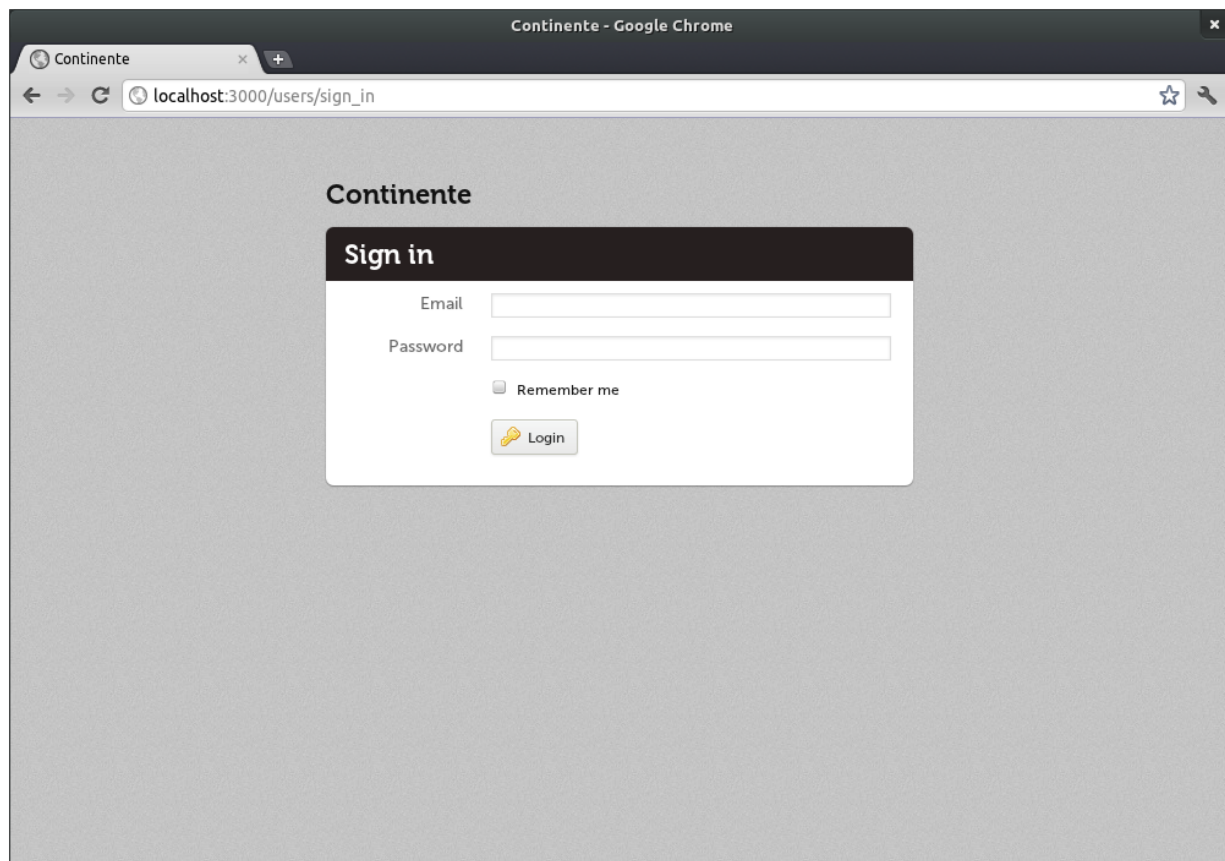 Continente - Google Chrome
Continente
localhost:3000/users/sign_in
Continente
Sign in
Email
Password
Remember me
Login